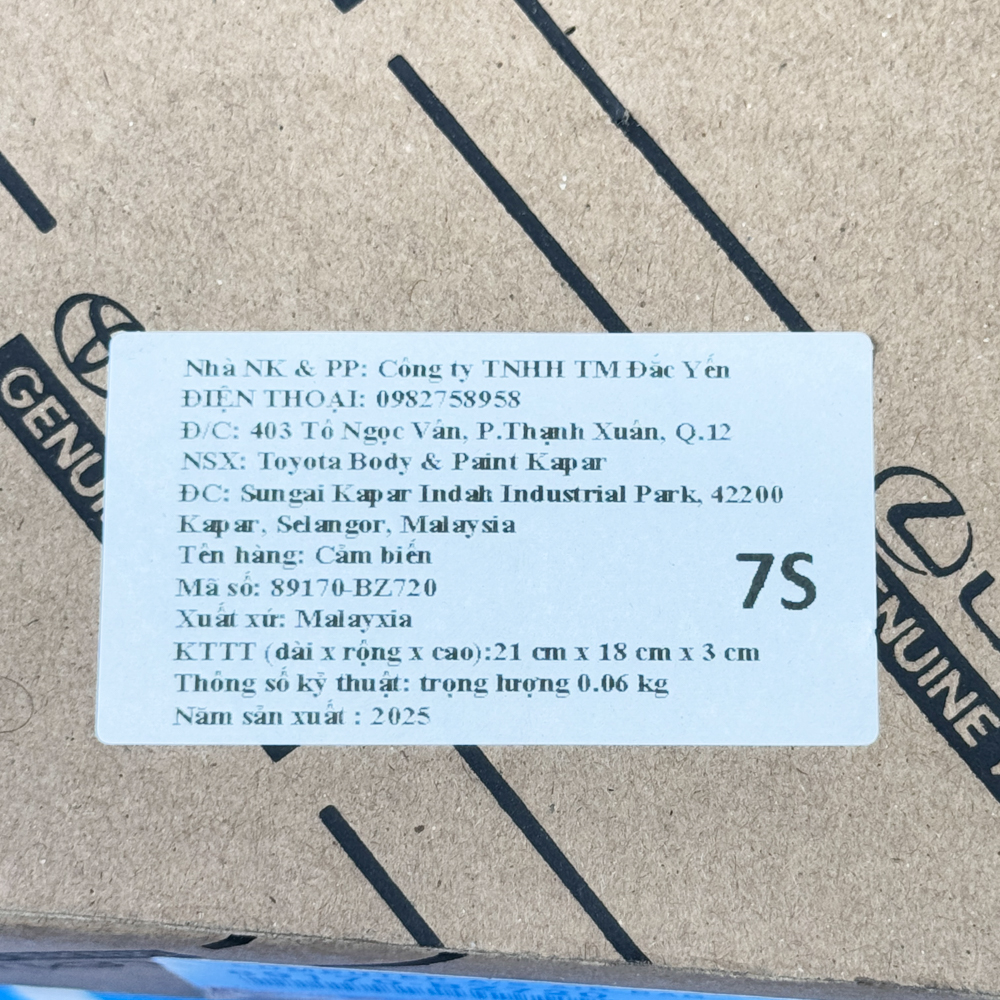 Nhà NK & PP: Công ty TNHH TM Đắc Yến
ĐIỆN THOẠI: 0982758958
Đ/C: 403 Tô Ngọc Vân, P.Thạnh Xuân, Q.12
NSX: Toyota Body & Paint Kapar
ĐC: Sungai Kapar Indah Industrial Park, 42200
Kapar, Selangor, Malaysia
Tên hàng: Cảm biến
Mã số: 89170-BZ720
7S
Xuất xứ: Malayxia
KTTT (dài x rộng x cao):21 cm x 18 cm x 3 cm
Thông số kỹ thuật: trọng lượng 0.06 kg
Năm sản xuất : 2025
GENU
L
NUINE